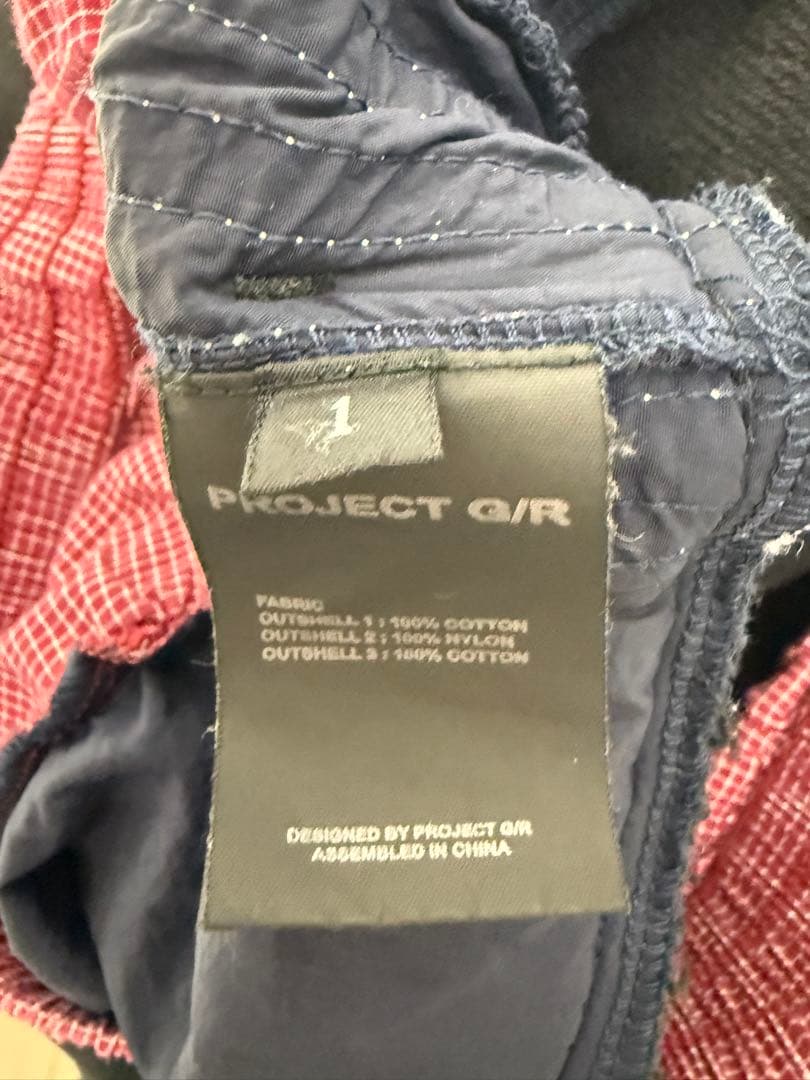 1
PROJECT G/R
FABRIC
OUTSHELL 1 : 100% COTTON
OUTSHELL 2 : 100% NYLON
OUTSHELL 3 : 100% COTTON
DESIGNED BY PROJECT G/R
ASSEMBLED IN CHINA